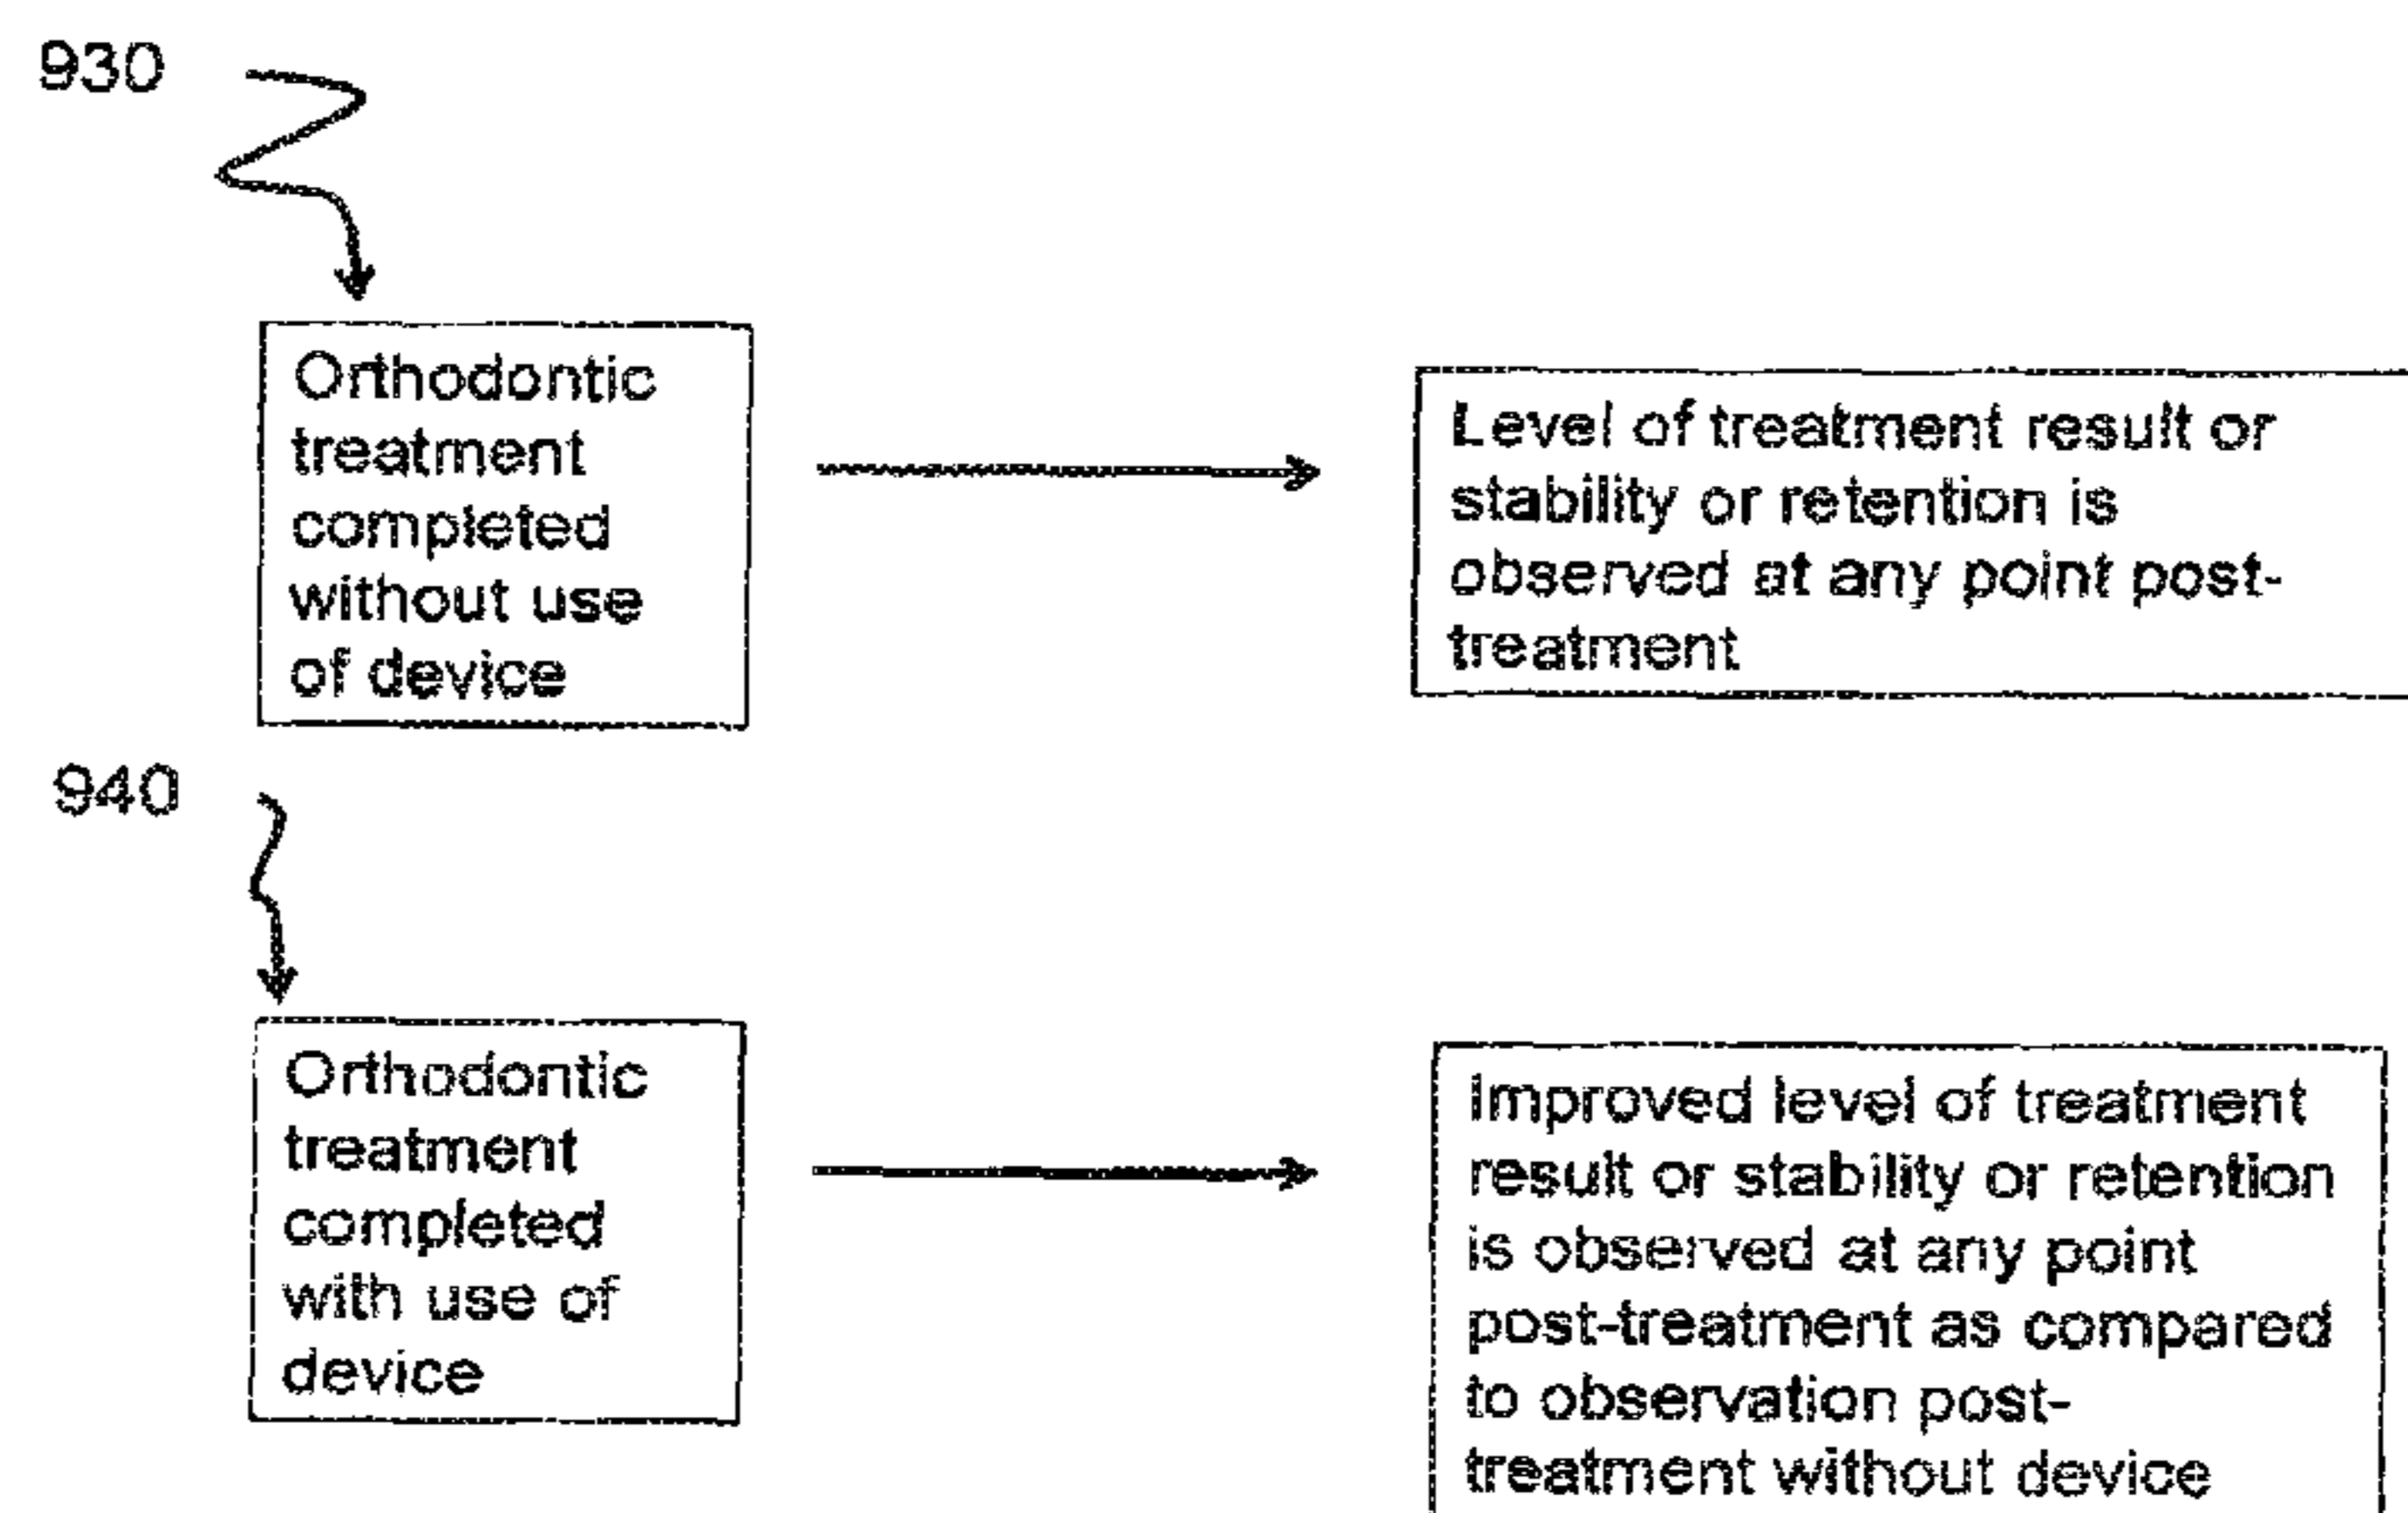 930
Orthodontic
treatment
completed
without use
of device
Level of treatment result or
stability or retention is
observed at any point post-
treatment
940
Orthodontic
treatment
completed
with use of
device
Improved level of treatment
result or stability or retention
is observed at any point
post-treatment as compared
to observation post-
treatment without device